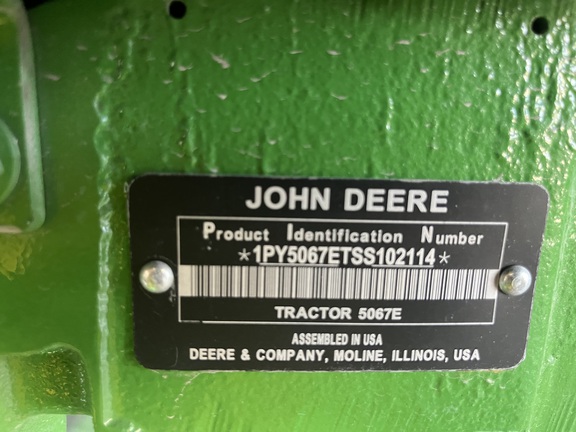 JOHN DEERE
Product Identification Number
*1PY5067ETSS102114*
TRACTOR 5067E
ASSEMBLED IN USA
DEERE & COMPANY, MOLINE, ILLINOIS, USA